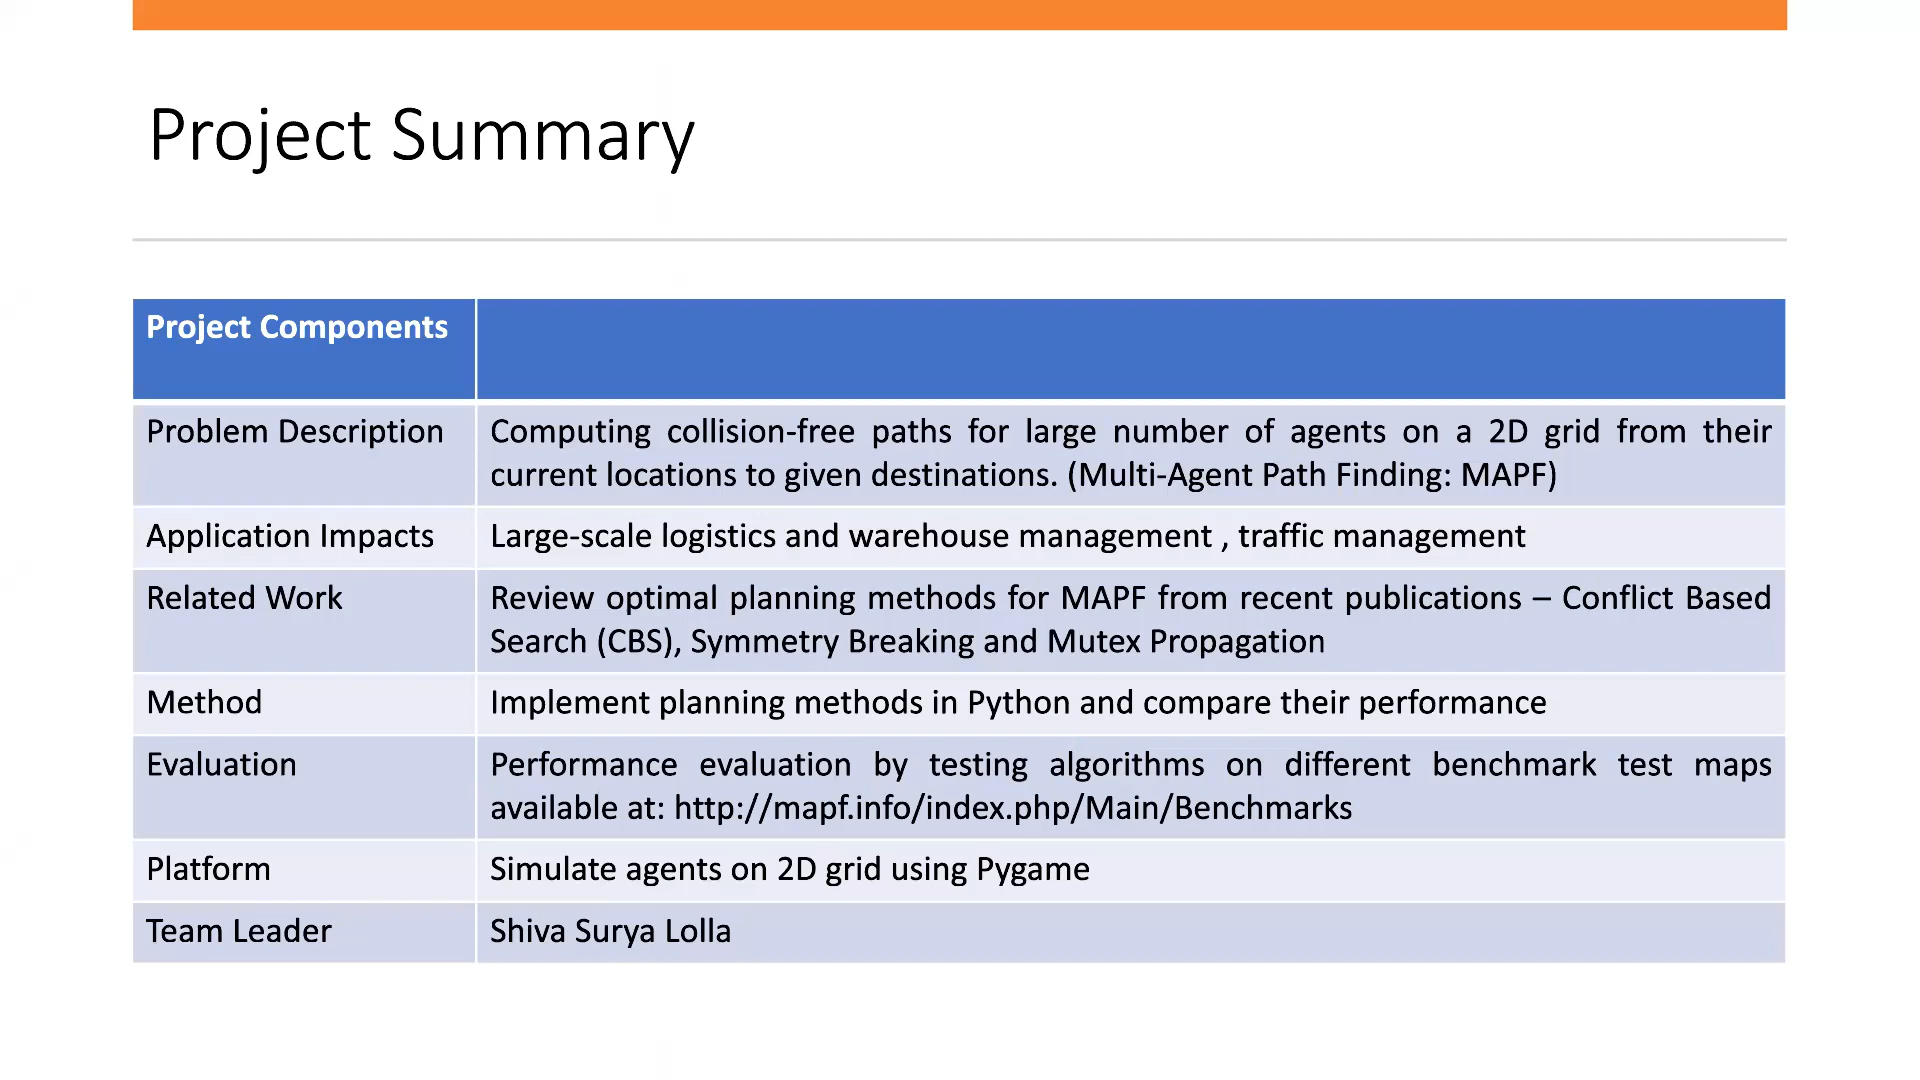 Project Summary
Project Components
Problem Description
Computing collision-free paths for large number of agents on a 2D grid from their
current locations to given destinations. (Multi-Agent Path Finding: MAPF)
Application Impacts
Large-scale logistics and warehouse management , traffic management
Related Work
Review optimal planning methods for MAPF from recent publications – Conflict Based
Search (CBS), Symmetry Breaking and Mutex Propagation
Method
Implement planning methods in Python and compare their performance
Evaluation
Performance evaluation by testing algorithms on different benchmark test maps
available at: http://mapf.info/index.php/Main/Benchmarks
Platform
Simulate agents on 2D grid using Pygame
Team Leader
Shiva Surya Lolla